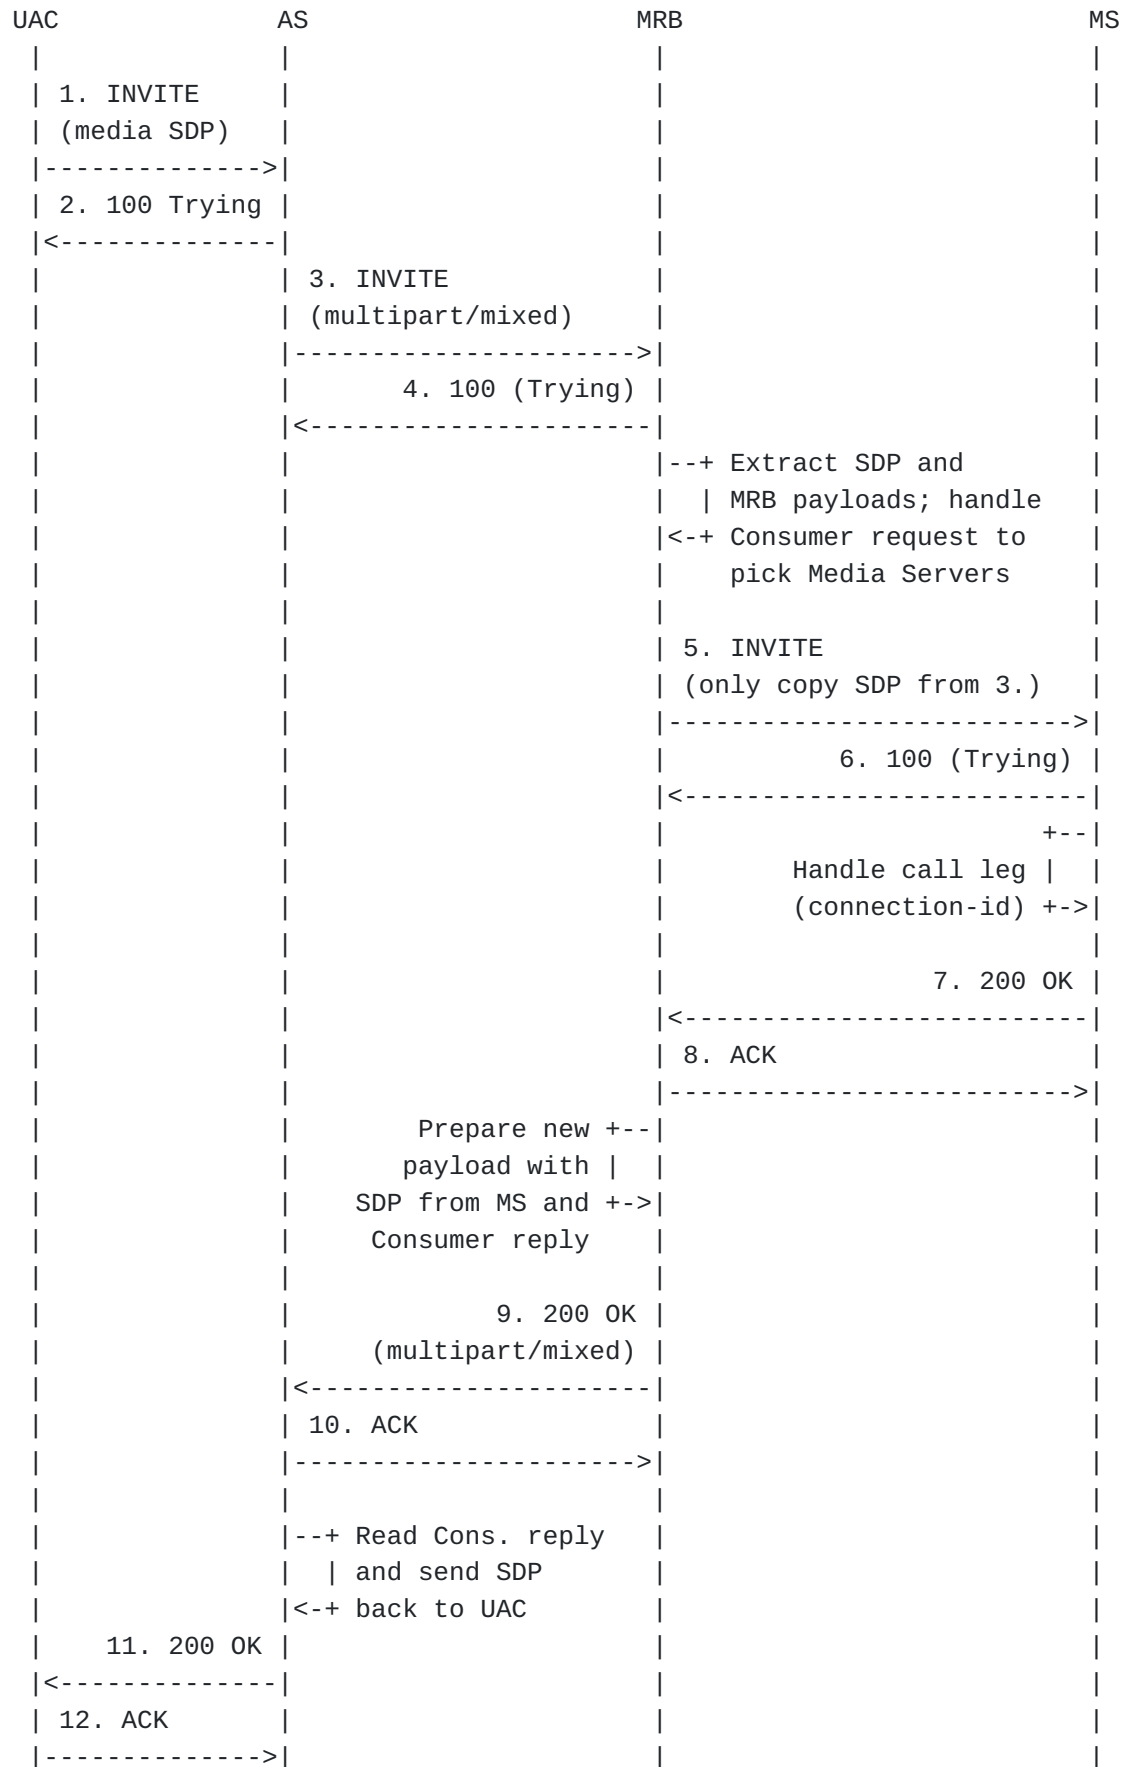 UAC AS MRB MS
1. INVITE
(media SDP)
2. 100 Trying
3. INVITE
(multipart/mixed)
4. 100 (Trying)
Extract SDP and
MRB payloads; handle
Consumer request to
pick Media Servers
5. INVITE
(only copy SDP from 3.)
6. 100 (Trying)
Handle call leg
(connection-id)
7. 200 OK
8. ACK
Prepare new
payload with
SDP from MS and
Consumer reply
9. 200 OK
(multipart/mixed)
10. ACK
Read Cons. reply
and send SDP
back to UAC
11. 200 OK
12. ACK